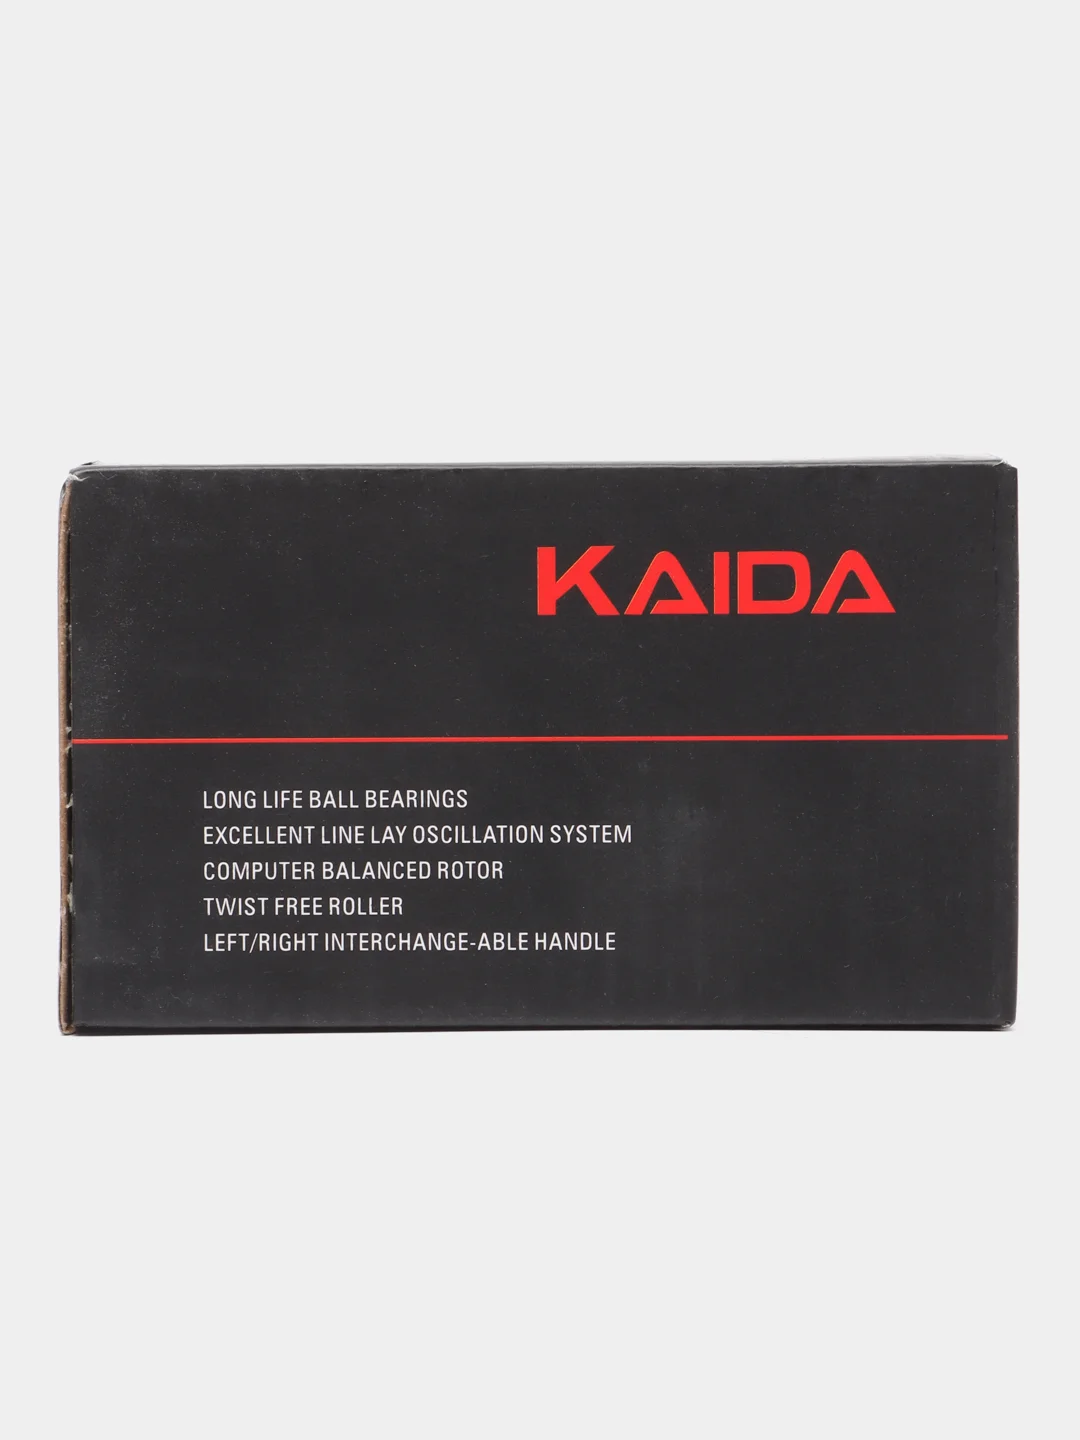 KAIDA
LONG LIFE BALL BEARINGS
EXCELLENT LINE LAY OSCILLATION SYSTEM
COMPUTER BALANCED ROTOR
TWIST FREE ROLLER
LEFT/RIGHT INTERCHANGE-ABLE HANDLE